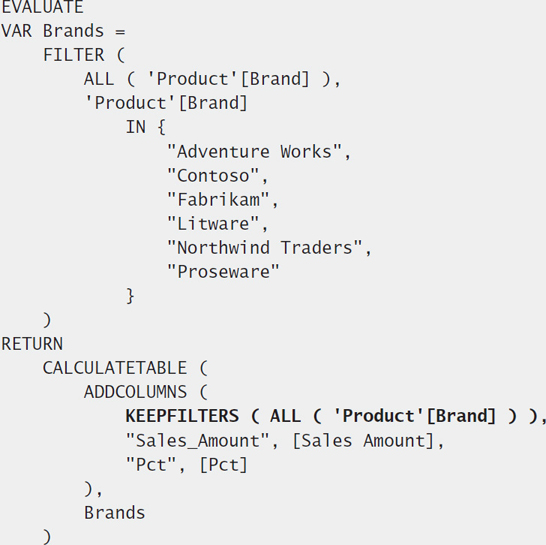 EVALUATE
VAR Brands =
    FILTER (
        ALL ( 'Product'[Brand] ),
        'Product'[Brand]
            IN {
                "Adventure Works",
                "Contoso",
                "Fabrikam",
                "Litware",
                "Northwind Traders",
                "Proseware"
            }
    )
RETURN
    CALCULATETABLE (
        ADDCOLUMNS (
            KEEPFILTERS ( ALL ( 'Product'[Brand] ) ),
            "Sales_Amount", [Sales Amount],
            "Pct", [Pct]
        ),
        Brands
    )